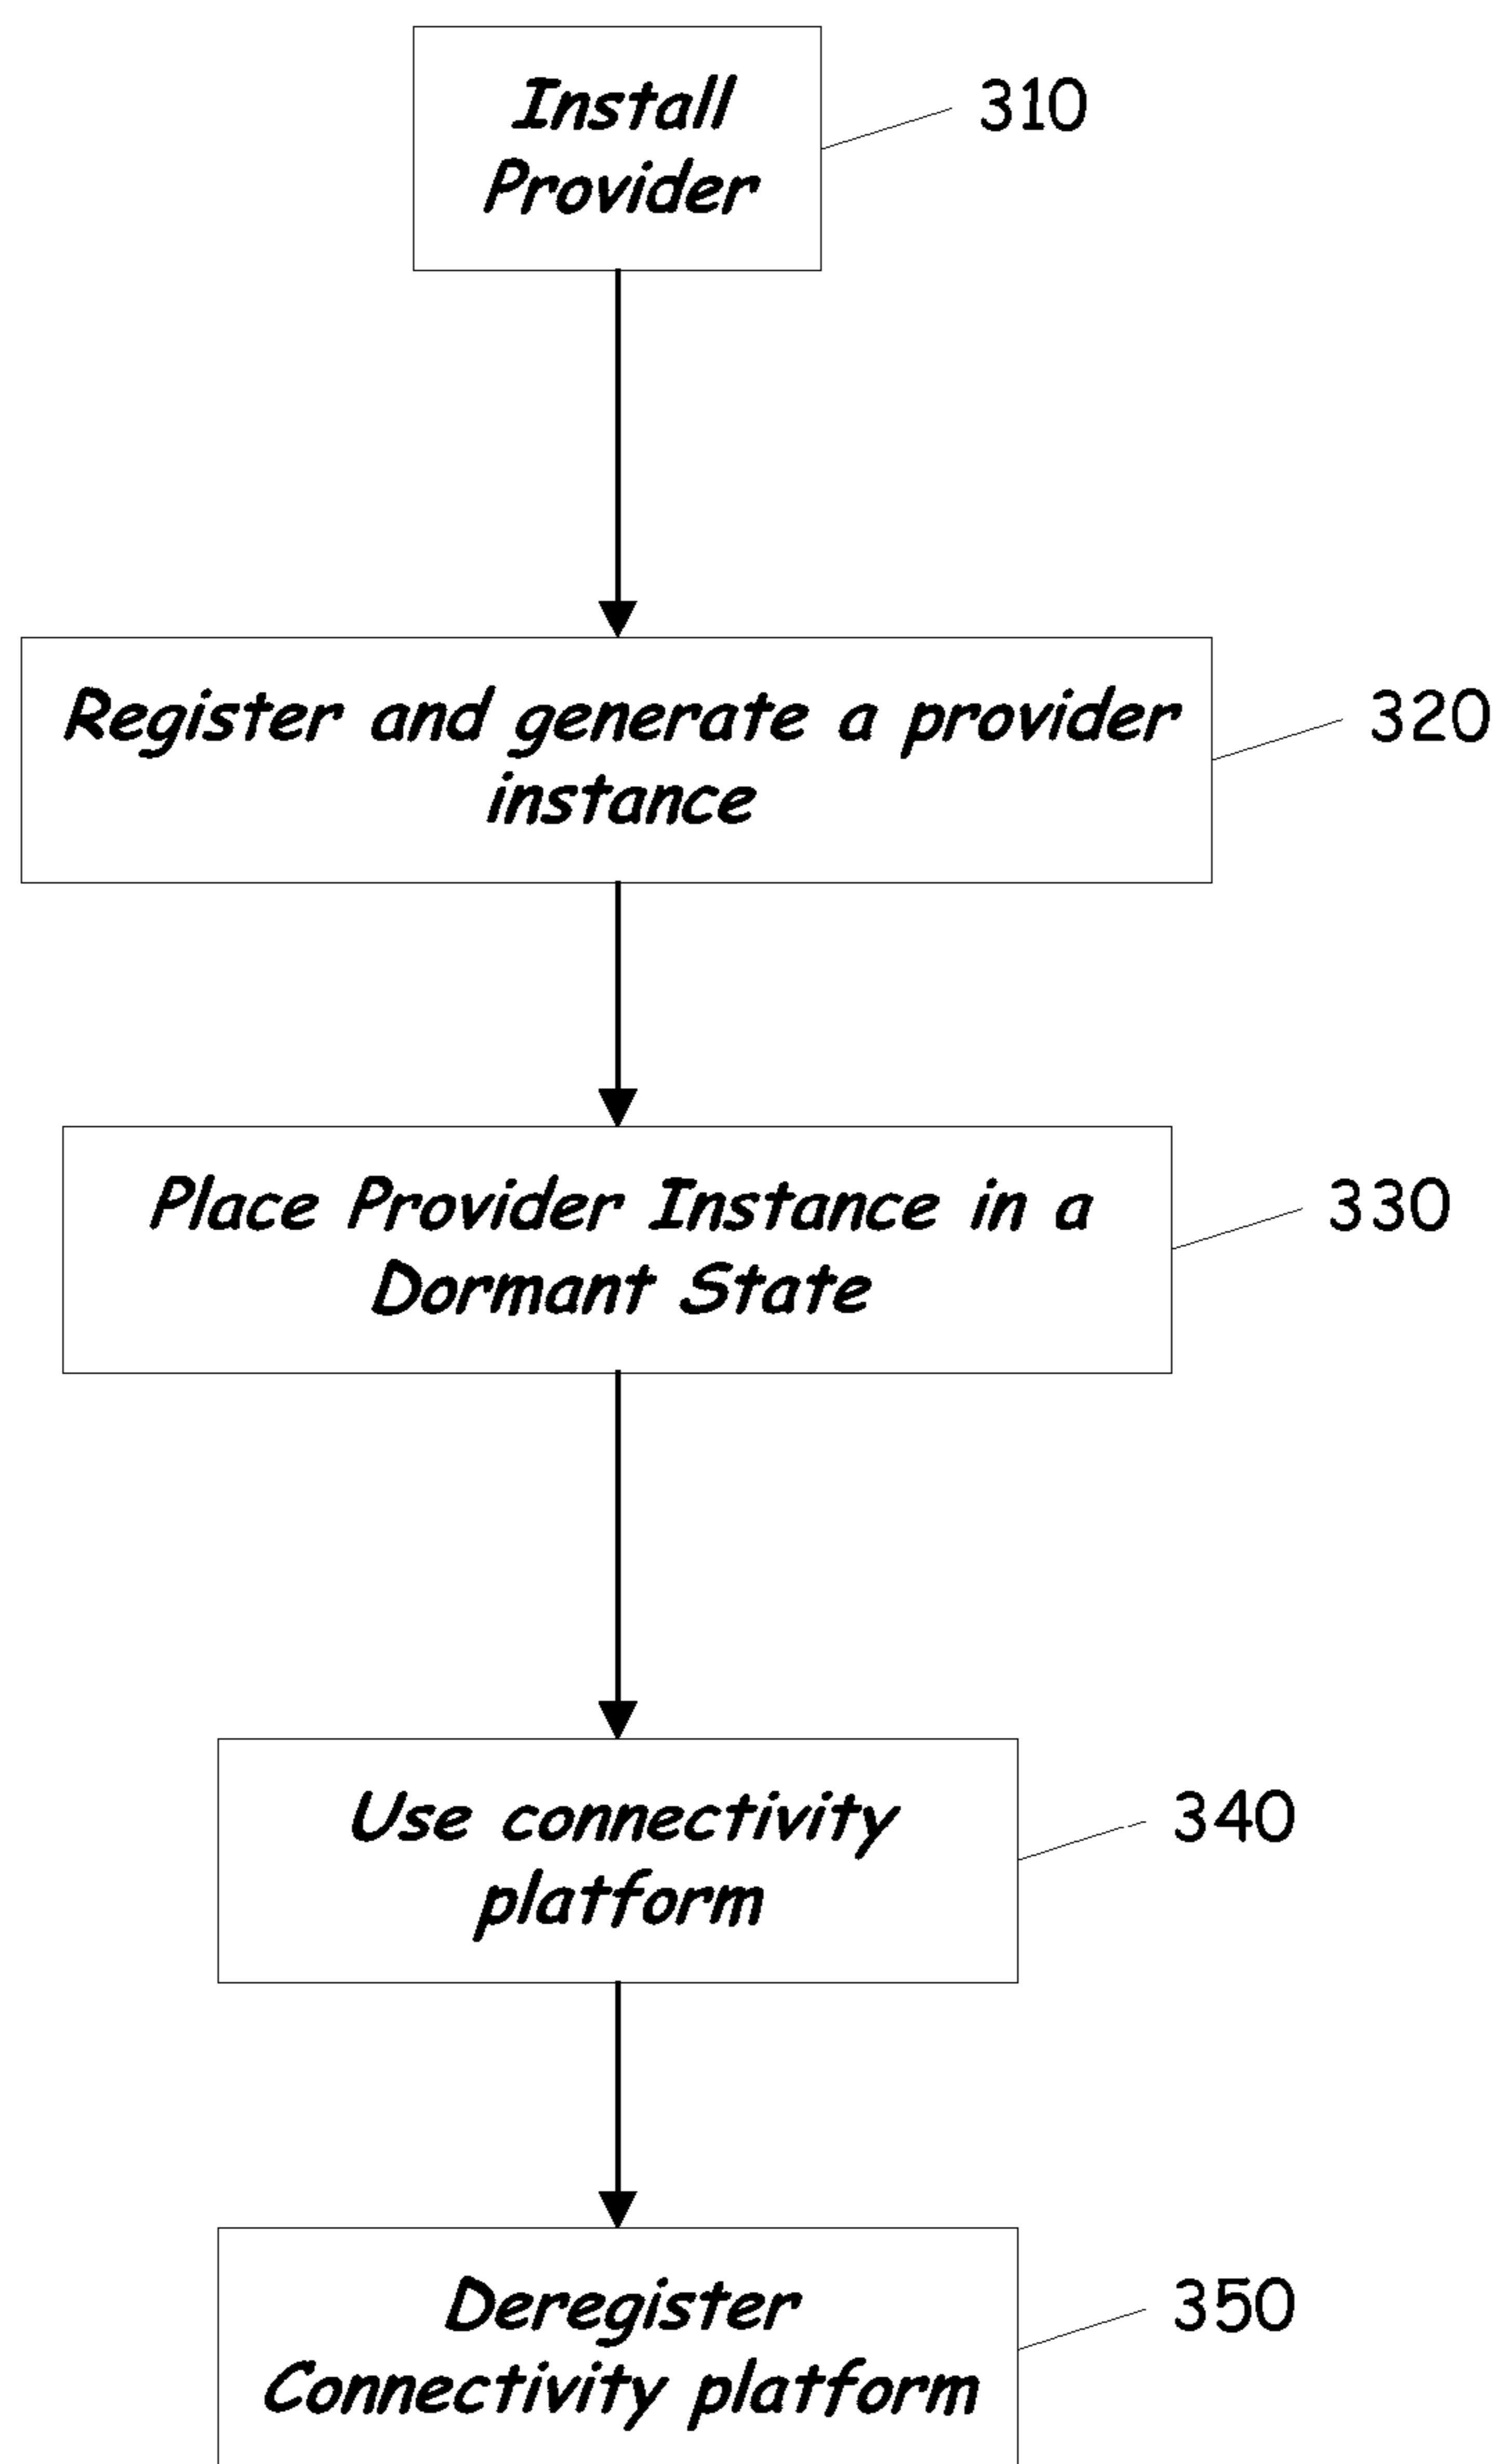 Install
Provider
310
Register and generate a provider
instance
320
Place Provider Instance in a
Dormant State
330
Use connectivity
platform
340
Deregister
Connectivity platform
350